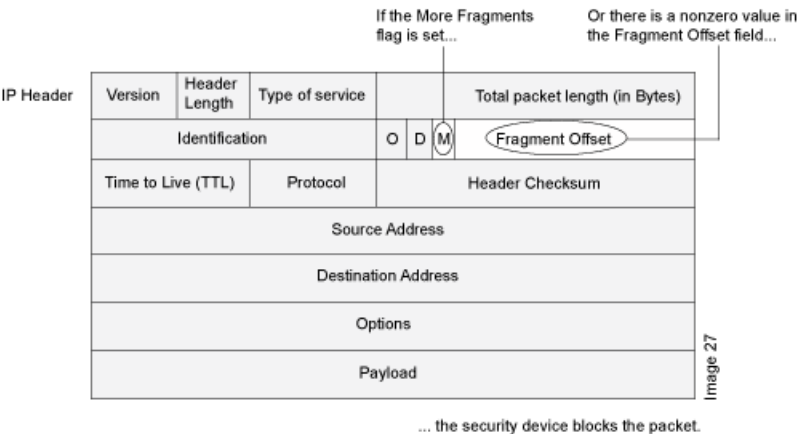 If the More Fragments
flag is set...
Or there is a nonzero value in
the Fragment Offset field...
IP Header
Version
Header
Length
Type of service
Total packet length (in Bytes)
Identification
O
D
M
Fragment Offset
Time to Live (TTL)
Protocol
Header Checksum
Source Address
Destination Address
Options
Payload
Image 27
... the security device blocks the packet.